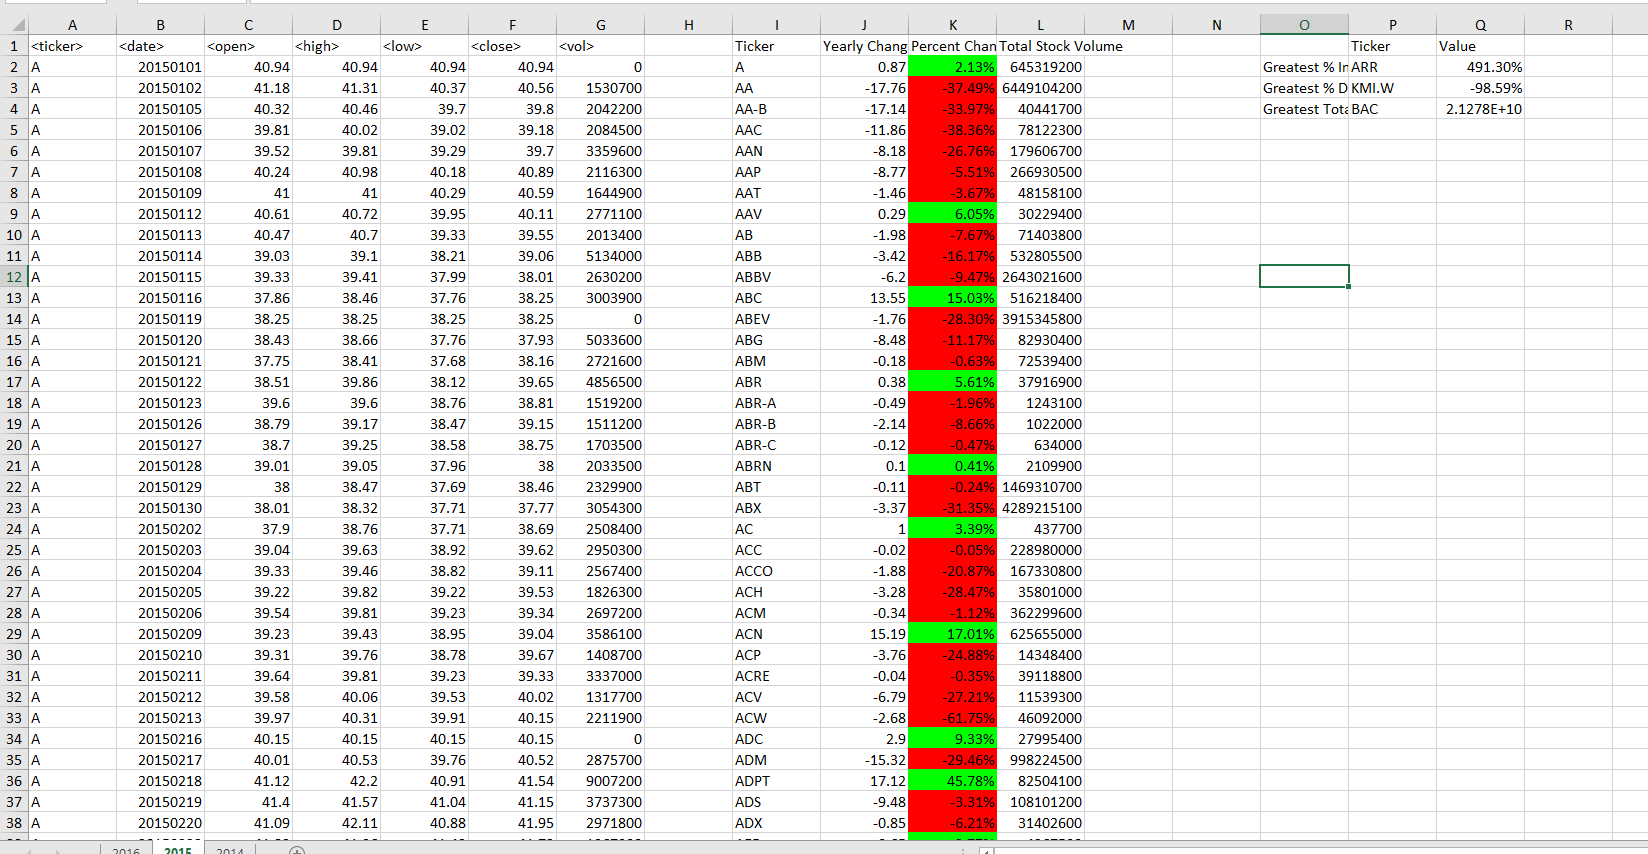 A B C D E F G H I J K L M N O P Q R
1 <ticker> <date> <open> <high> <low> <close> <vol> Ticker Yearly Chang Percent Chan Total Stock Volume Ticker Value
2 A 20150101 40.94 40.94 40.94 40.94 0 A 0.87 2.13% 645319200 Greatest % In ARR 491.30%
3 A 20150102 41.18 41.31 40.37 40.56 1530700 AA -17.76 -37.49% 6449104200 Greatest % D KMI.W -98.59%
4 A 20150105 40.32 40.46 39.7 39.8 2042200 AA-B -17.14 -33.97% 40441700 Greatest Tota BAC 2.1278E+10
5 A 20150106 39.81 40.02 39.02 39.18 2084500 AAC -11.86 -38.36% 78122300
6 A 20150107 39.52 39.81 39.29 39.7 3359600 AAN -8.18 -26.76% 179606700
7 A 20150108 40.24 40.98 40.18 40.89 2116300 AAP -8.77 -5.51% 266930500
8 A 20150109 41 41 40.29 40.59 1644900 AAT -1.46 -3.67% 48158100
9 A 20150112 40.61 40.72 39.95 40.11 2771100 AAV 0.29 6.05% 30229400
10 A 20150113 40.47 40.7 39.33 39.55 2013400 AB -1.98 -7.67% 71403800
11 A 20150114 39.03 39.1 38.21 39.06 5134000 ABB -3.42 -16.17% 532805500
12 A 20150115 39.33 39.41 37.99 38.01 2630200 ABBV -6.2 -9.47% 2643021600
13 A 20150116 37.86 38.46 37.76 38.25 3003900 ABC 13.55 15.03% 516218400
14 A 20150119 38.25 38.25 38.25 38.25 0 ABEV -1.76 -28.30% 3915345800
15 A 20150120 38.43 38.66 37.76 37.93 5033600 ABG -8.48 -11.17% 82930400
16 A 20150121 37.75 38.41 37.68 38.16 2721600 ABM -0.18 -0.63% 72539400
17 A 20150122 38.51 39.86 38.12 39.65 4856500 ABR 0.38 5.61% 37916900
18 A 20150123 39.6 39.6 38.76 38.81 1519200 ABR-A -0.49 -1.96% 1243100
19 A 20150126 38.79 39.17 38.47 39.15 1511200 ABR-B -2.14 -8.66% 1022000
20 A 20150127 38.7 39.25 38.58 38.75 1703500 ABR-C -0.12 -0.47% 634000
21 A 20150128 39.01 39.05 37.96 38 2033500 ABRN 0.1 0.41% 2109900
22 A 20150129 38 38.47 37.69 38.46 2329900 ABT -0.11 -0.24% 1469310700
23 A 20150130 38.01 38.32 37.71 37.77 3054300 ABX -3.37 -31.35% 4289215100
24 A 20150202 37.9 38.76 37.71 38.69 2508400 AC 1 3.39% 437700
25 A 20150203 39.04 39.63 38.92 39.62 2950300 ACC -0.02 -0.05% 228980000
26 A 20150204 39.33 39.46 38.82 39.11 2567400 ACCO -1.88 -20.87% 167330800
27 A 20150205 39.22 39.82 39.22 39.53 1826300 ACH -3.28 -28.47% 35801000
28 A 20150206 39.54 39.81 39.23 39.34 2697200 ACM -0.34 -1.12% 362299600
29 A 20150209 39.23 39.43 38.95 39.04 3586100 ACN 15.19 17.01% 625655000
30 A 20150210 39.31 39.76 38.78 39.67 1408700 ACP -3.76 -24.88% 14348400
31 A 20150211 39.64 39.81 39.23 39.33 3337000 ACRE -0.04 -0.35% 39118800
32 A 20150212 39.58 40.06 39.53 40.02 1317700 ACV -6.79 -27.21% 11539300
33 A 20150213 39.97 40.31 39.91 40.15 2211900 ACW -2.68 -61.75% 46092000
34 A 20150216 40.15 40.15 40.15 40.15 0 ADC 2.9 9.33% 27995400
35 A 20150217 40.01 40.53 39.76 40.52 2875700 ADM -15.32 -29.46% 998224500
36 A 20150218 41.12 42.2 40.91 41.54 9007200 ADPT 17.12 45.78% 82504100
37 A 20150219 41.4 41.57 41.04 41.15 3737300 ADS -9.48 -3.31% 108101200
38 A 20150220 41.09 42.11 40.88 41.95 2971800 ADX -0.85 -6.21% 31402600
2016 2015 2014